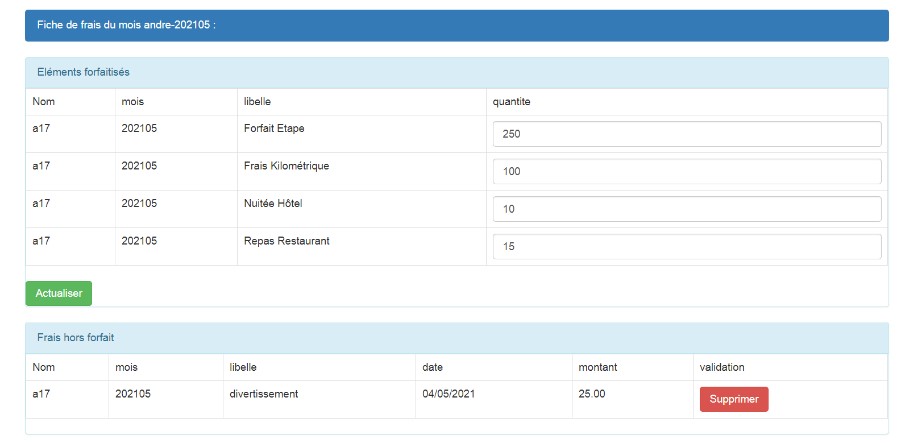 Fiche de frais du mois andre-202105 :
Eléments forfaitisés
Nom mois libelle quantite
a17 202105 Forfait Etape 250
a17 202105 Frais Kilométrique 100
a17 202105 Nuitée Hôtel 10
a17 202105 Repas Restaurant 15
Actualiser
Frais hors forfait
Nom mois libelle date montant validation
a17 202105 divertissement 04/05/2021 25.00 Supprimer